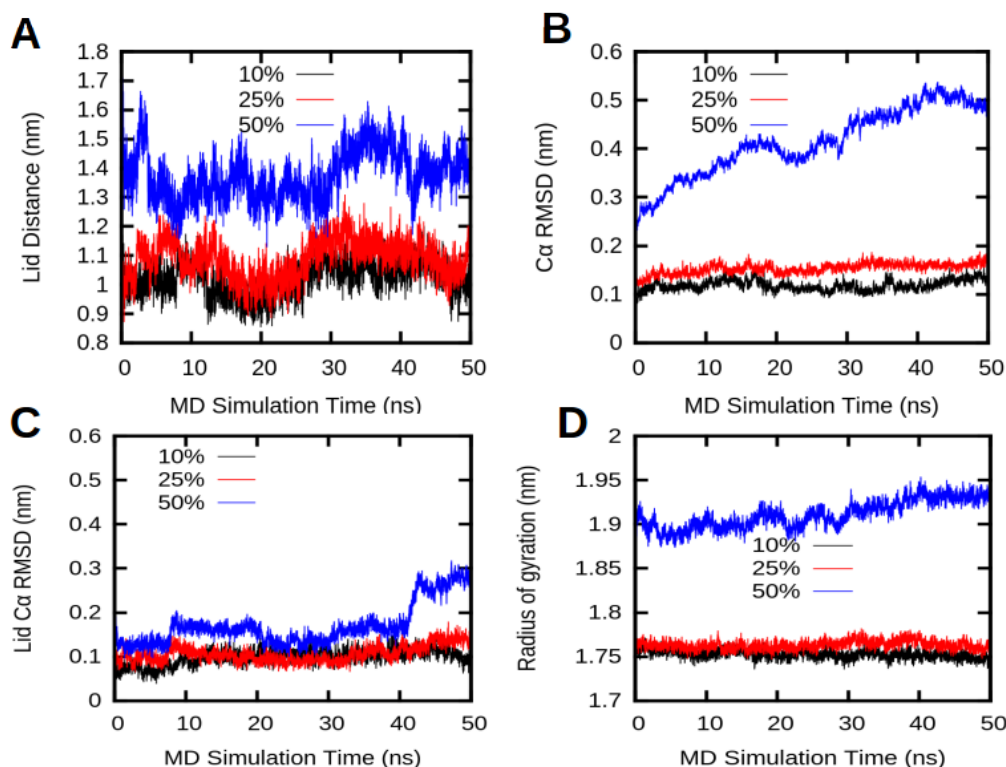 A
Lid Distance (nm)
1.8
1.7
1.6
1.5
1.4
1.3
1.2
1.1
1
0.9
0.8
10%
25%
50%
0 10 20 30 40 50
MD Simulation Time (ns)
B
Cα RMSD (nm)
0.6
0.5
0.4
0.3
0.2
0.1
0
10%
25%
50%
0 10 20 30 40 50
MD Simulation Time (ns)
C
Lid Cα RMSD (nm)
0.6
0.5
0.4
0.3
0.2
0.1
0
10%
25%
50%
0 10 20 30 40 50
MD Simulation Time (ns)
D
Radius of gyration (nm)
2
1.95
1.9
1.85
1.8
1.75
1.7
10%
25%
50%
0 10 20 30 40 50
MD Simulation Time (ns)